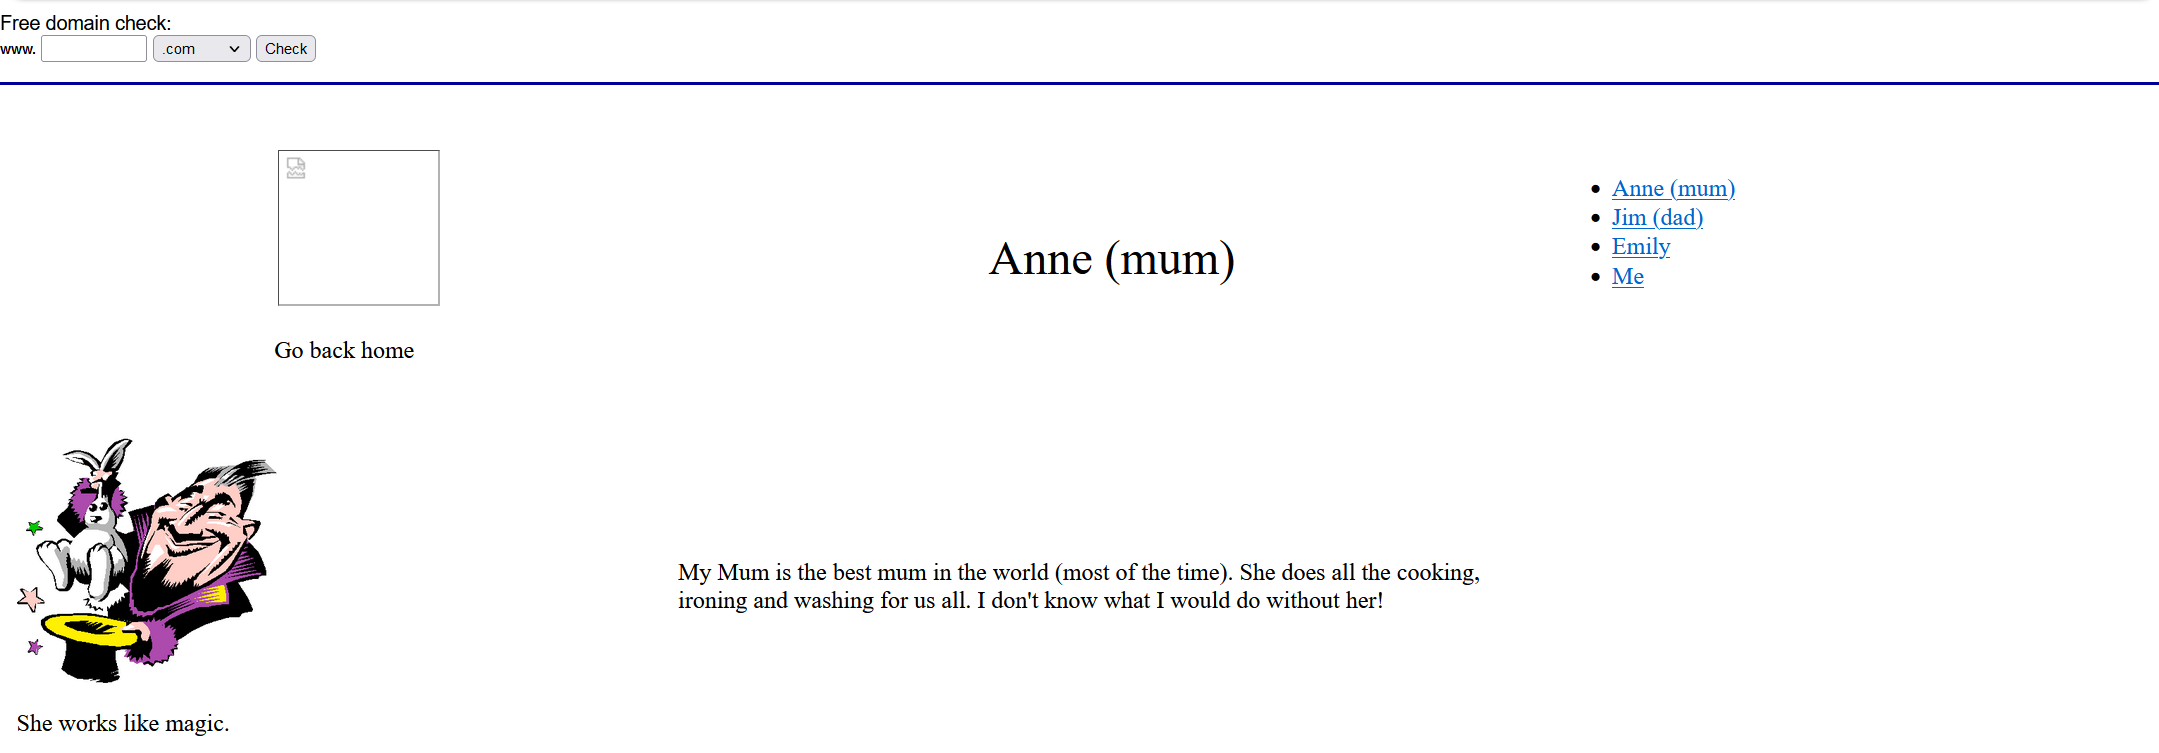 Free domain check:
www. .com Check
Anne (mum)
Jim (dad)
Emily
Me
Anne (mum)
Go back home
My Mum is the best mum in the world (most of the time). She does all the cooking,
ironing and washing for us all. I don't know what I would do without her!
She works like magic.